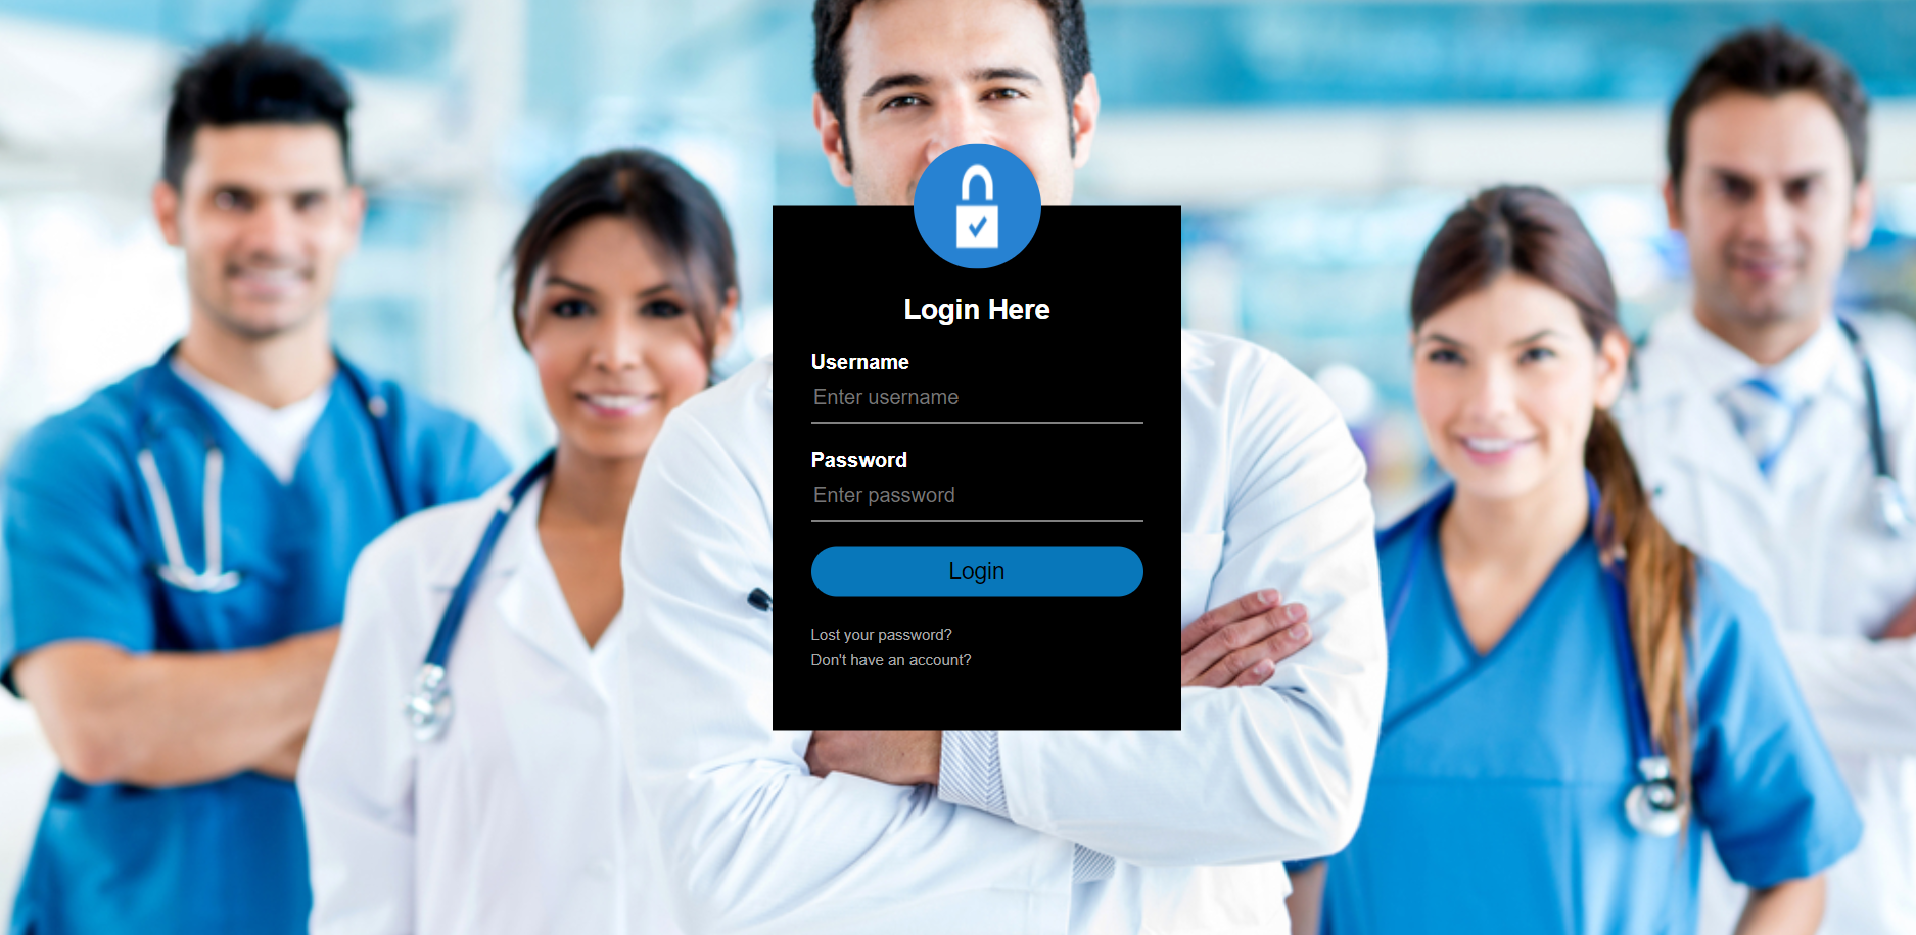 Login Here
Username
Enter username
Password
Enter password
Login
Lost your password?
Don't have an account?